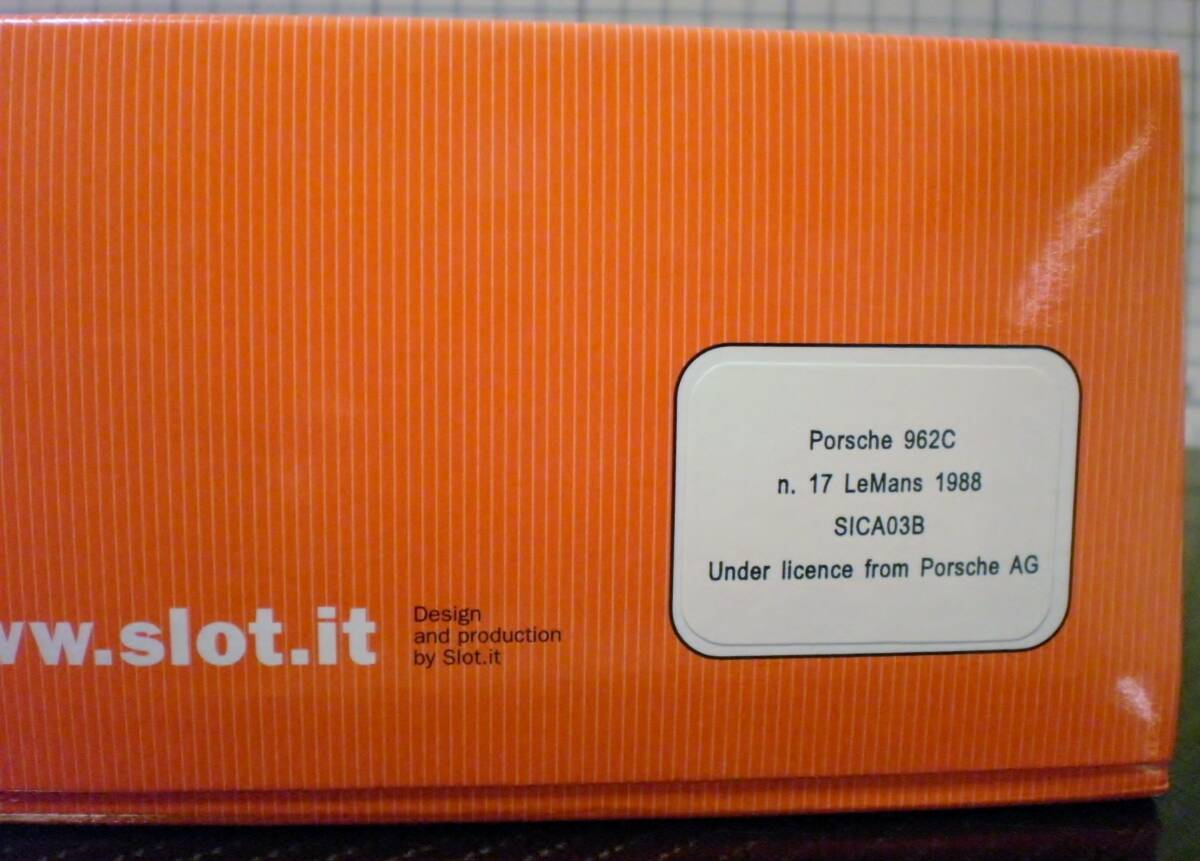 Porsche 962C
n. 17 LeMans 1988
SICA03B
Under licence from Porsche AG
ww.slot.it
Design
and production
by Slot.it